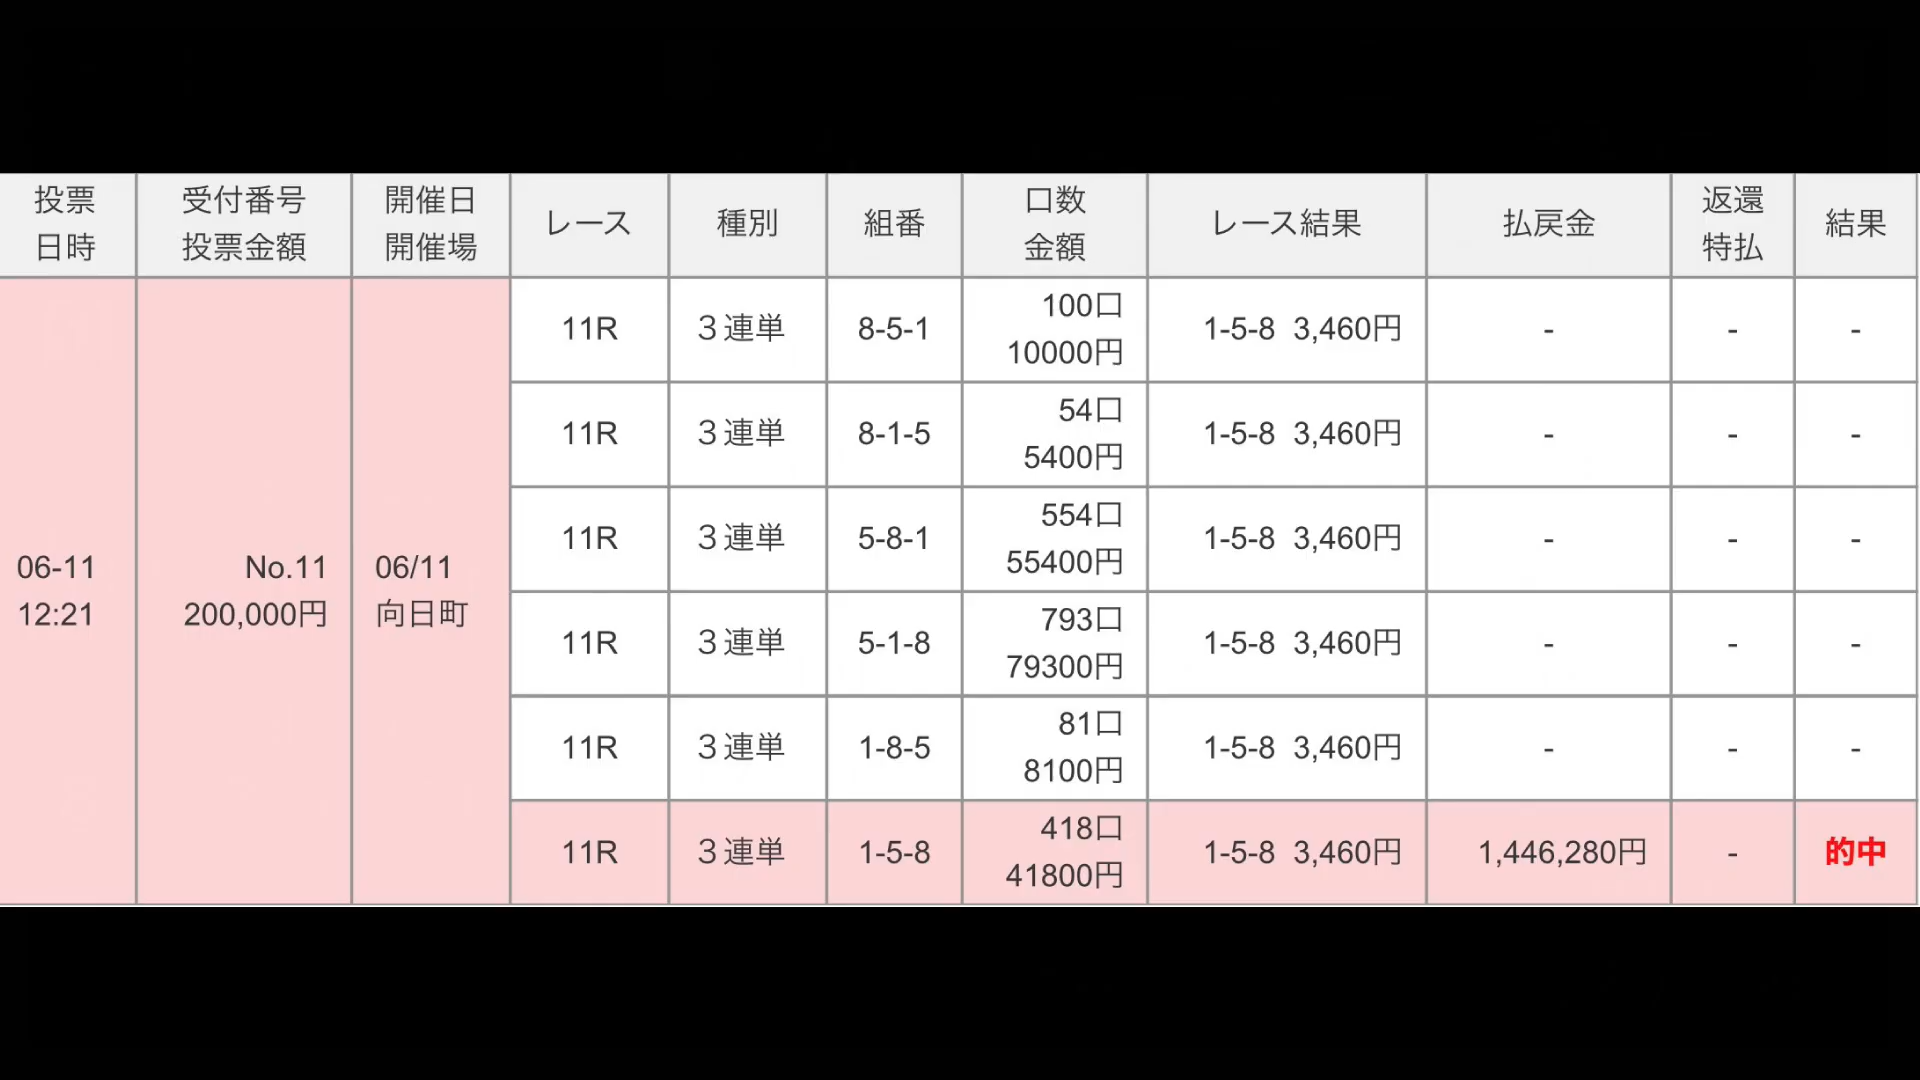 投票
日時
受付番号
投票金額
開催日
開催場
レース
種別
組番
口数
金額
レース結果
払戻金
返還
特払
結果
06-11
12:21
No.11
200,000円
06/11
向日町
11R
３連単
8-5-1
100口
10000円
1-5-8 3,460円
-
-
-
11R
３連単
8-1-5
54口
5400円
1-5-8 3,460円
-
-
-
11R
３連単
5-8-1
554口
55400円
1-5-8 3,460円
-
-
-
11R
３連単
5-1-8
793口
79300円
1-5-8 3,460円
-
-
-
11R
３連単
1-8-5
81口
8100円
1-5-8 3,460円
-
-
-
11R
３連単
1-5-8
418口
41800円
1-5-8 3,460円
1,446,280円
-
的中